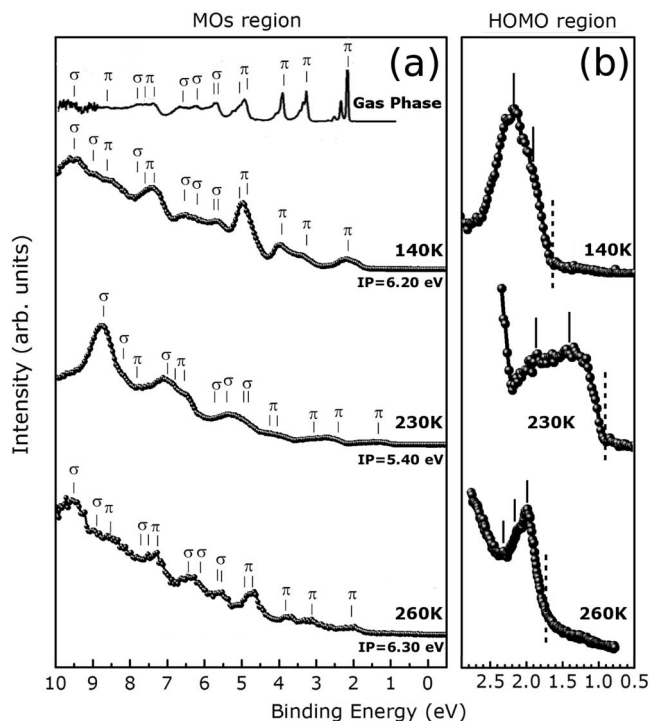 MOs region
HOMO region
(a)
σ π σ π σ σ σ π π π π
Gas Phase
σ σ π σ π σ σ σ π π π π
140K
IP=6.20 eV
σ σ π σ π σ σ σ π π π π
230K
IP=5.40 eV
σ σ π σ π σ σ σ π π π π
260K
IP=6.30 eV
10 9 8 7 6 5 4 3 2 1 0
Intensity (arb. units)
(b)
140K
230K
260K
2.5 2.0 1.5 1.0 0.5
Binding Energy (eV)